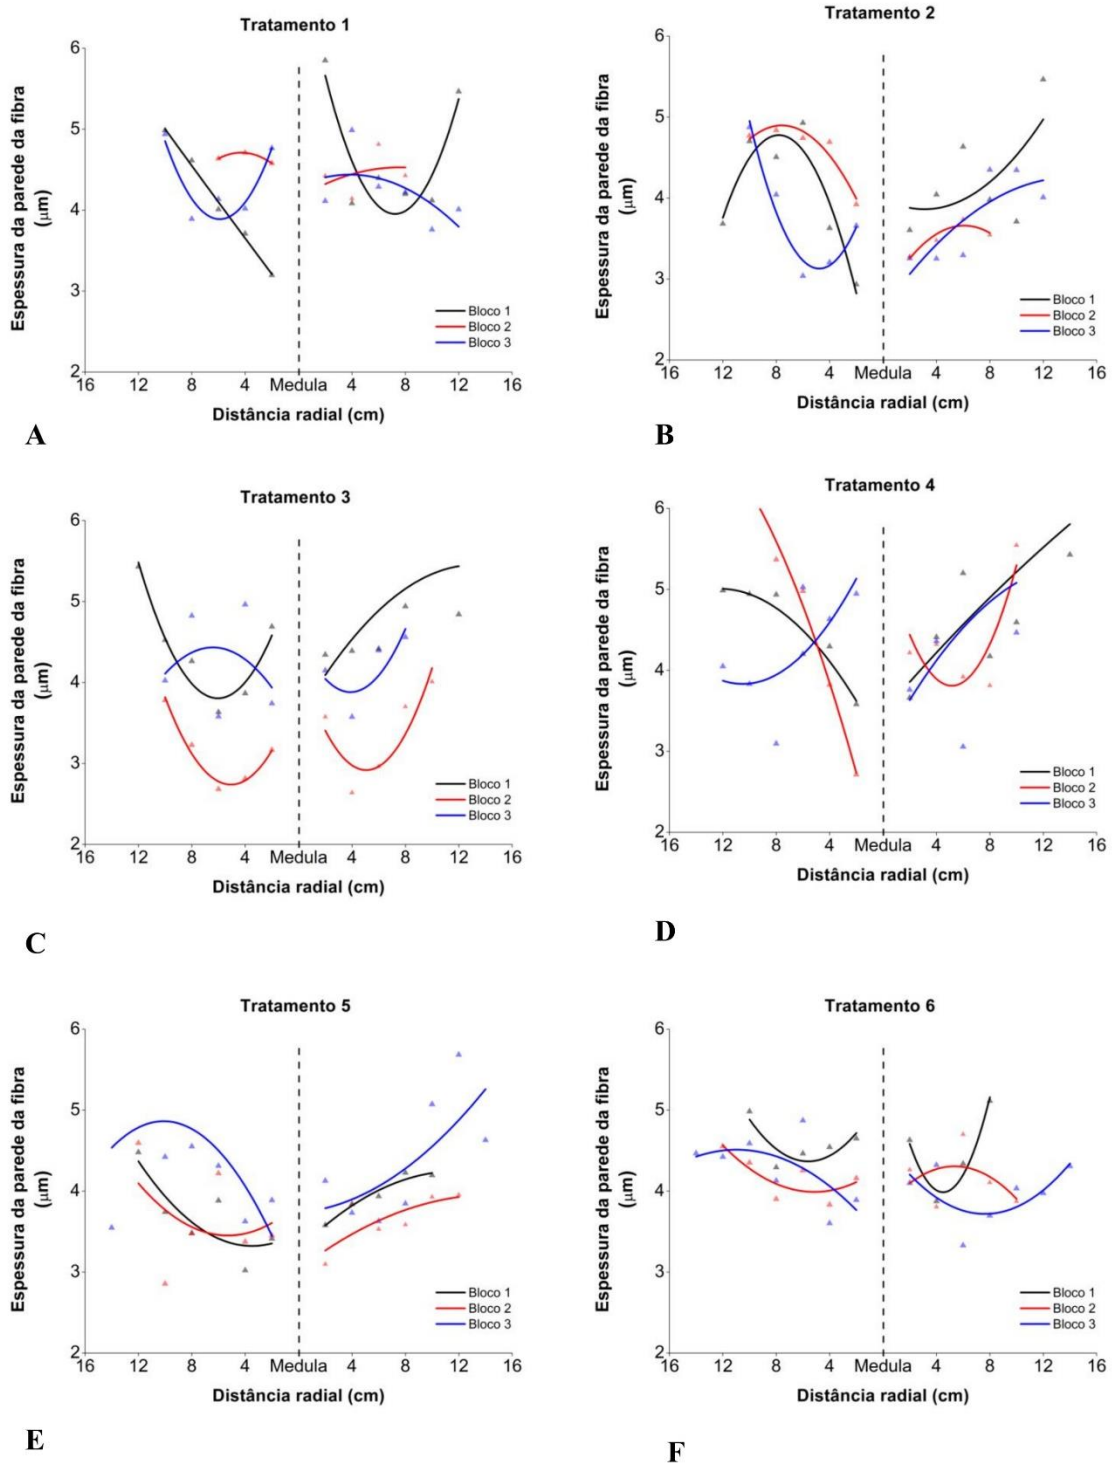 Tratamento 1
Espessura da parede da fibra
(μm)
6
5
4
3
2
16 12 8 4 Medula 4 8 12 16
Distância radial (cm)
Bloco 1
Bloco 2
Bloco 3
A
Tratamento 2
Espessura da parede da fibra
(μm)
6
5
4
3
2
16 12 8 4 Medula 4 8 12 16
Distância radial (cm)
Bloco 1
Bloco 2
Bloco 3
B
Tratamento 3
Espessura da parede da fibra
(μm)
6
5
4
3
2
16 12 8 4 Medula 4 8 12 16
Distância radial (cm)
Bloco 1
Bloco 2
Bloco 3
C
Tratamento 4
Espessura da parede da fibra
(μm)
6
5
4
3
2
16 12 8 4 Medula 4 8 12 16
Distância radial (cm)
Bloco 1
Bloco 2
Bloco 3
D
Tratamento 5
Espessura da parede da fibra
(μm)
6
5
4
3
2
16 12 8 4 Medula 4 8 12 16
Distância radial (cm)
Bloco 1
Bloco 2
Bloco 3
E
Tratamento 6
Espessura da parede da fibra
(μm)
6
5
4
3
2
16 12 8 4 Medula 4 8 12 16
Distância radial (cm)
Bloco 1
Bloco 2
Bloco 3
F